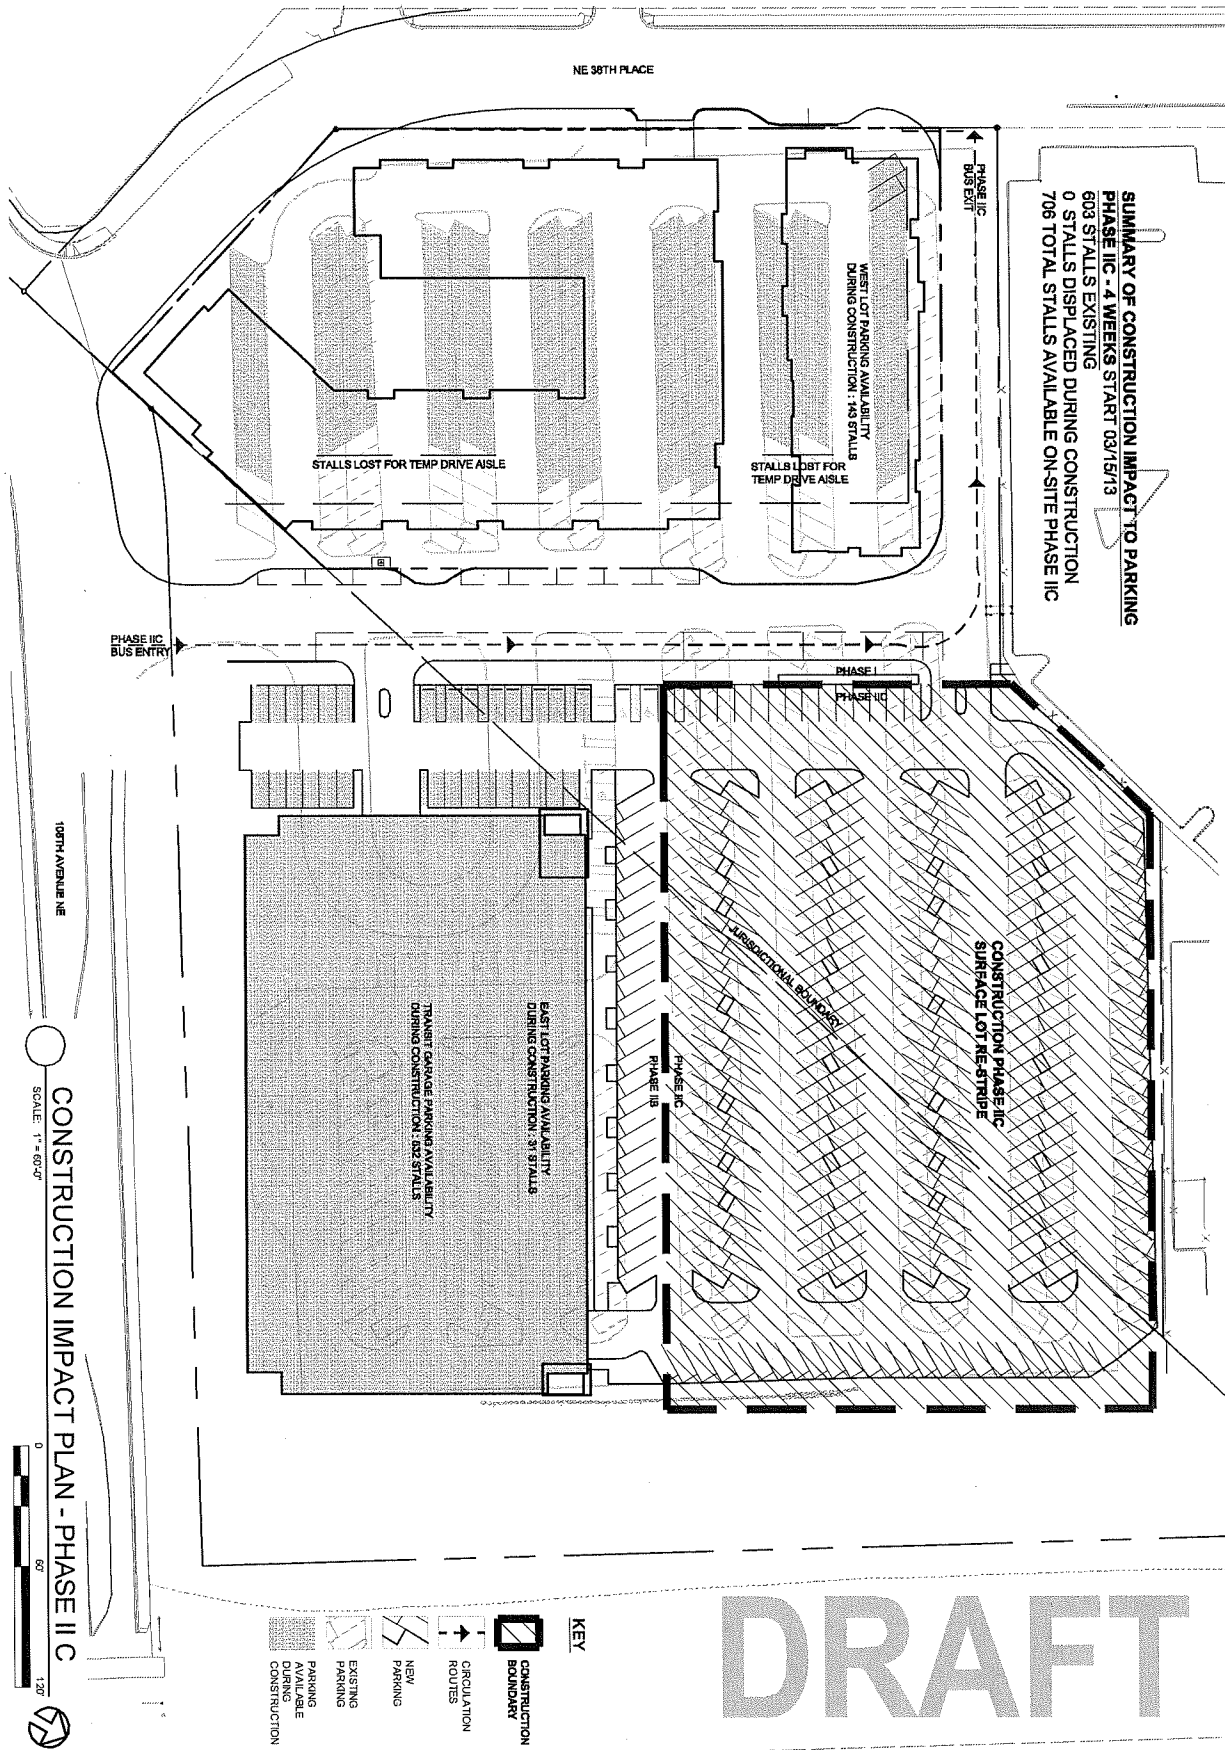 NE 38TH PLACE
PHASE IIC
BUS EXIT
SUMMARY OF CONSTRUCTION IMPACT TO PARKING
PHASE IIC - 4 WEEKS START 03/15/13
603 STALLS EXISTING
0 STALLS DISPLACED DURING CONSTRUCTION
706 TOTAL STALLS AVAILABLE ON-SITE PHASE IIC
WEST LOT PARKING AVAILABILITY
DURING CONSTRUCTION : 143 STALLS
STALLS LOST FOR TEMP DRIVE AISLE
STALLS LOST FOR
TEMP DRIVE AISLE
PHASE IIC
BUS ENTRY
PHASE I
PHASE IIC
JURISDICTIONAL BOUNDARY
CONSTRUCTION PHASE IIC
SURFACE LOT RE-STRIPE
PHASE IIC
PHASE IIB
EAST LOT PARKING AVAILABILITY
DURING CONSTRUCTION : 31 STALLS
TRANSIT GARAGE PARKING AVAILABILITY
DURING CONSTRUCTION : 532 STALLS
108TH AVENUE NE
CONSTRUCTION IMPACT PLAN - PHASE II C
SCALE: 1" = 60'-0"
0
60'
120'
KEY
CONSTRUCTION
BOUNDARY
CIRCULATION
ROUTES
NEW
PARKING
EXISTING
PARKING
PARKING
AVAILABLE
DURING
CONSTRUCTION
DRAFT